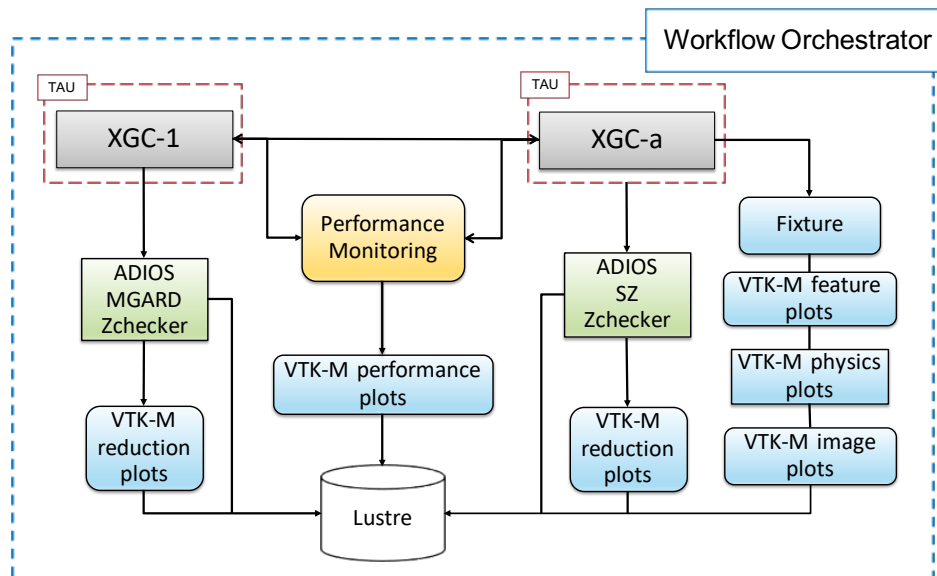 Workflow Orchestrator
TAU
XGC-1
TAU
XGC-a
Performance
Monitoring
Fixture
ADIOS
MGARD
Zchecker
ADIOS
SZ
Zchecker
VTK-M feature
plots
VTK-M performance
plots
VTK-M physics
plots
VTK-M
reduction
plots
VTK-M
reduction
plots
VTK-M image
plots
Lustre